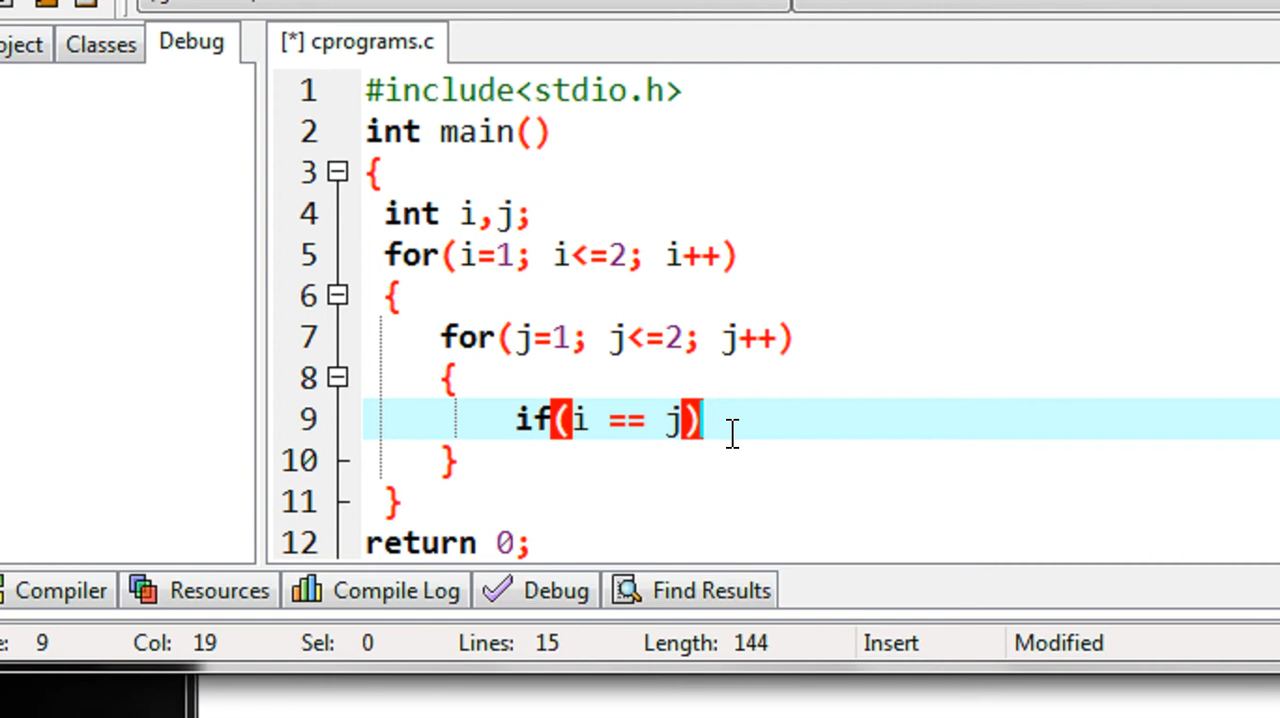 oject Classes Debug [*] cprograms.c
1 #include<stdio.h>
2 int main()
3 {
4 int i,j;
5 for(i=1; i<=2; i++)
6 {
7 for(j=1; j<=2; j++)
8 {
9 if(i == j)
10 }
11 }
12 return 0;
Compiler Resources Compile Log Debug Find Results
e: 9 Col: 19 Sel: 0 Lines: 15 Length: 144 Insert Modified